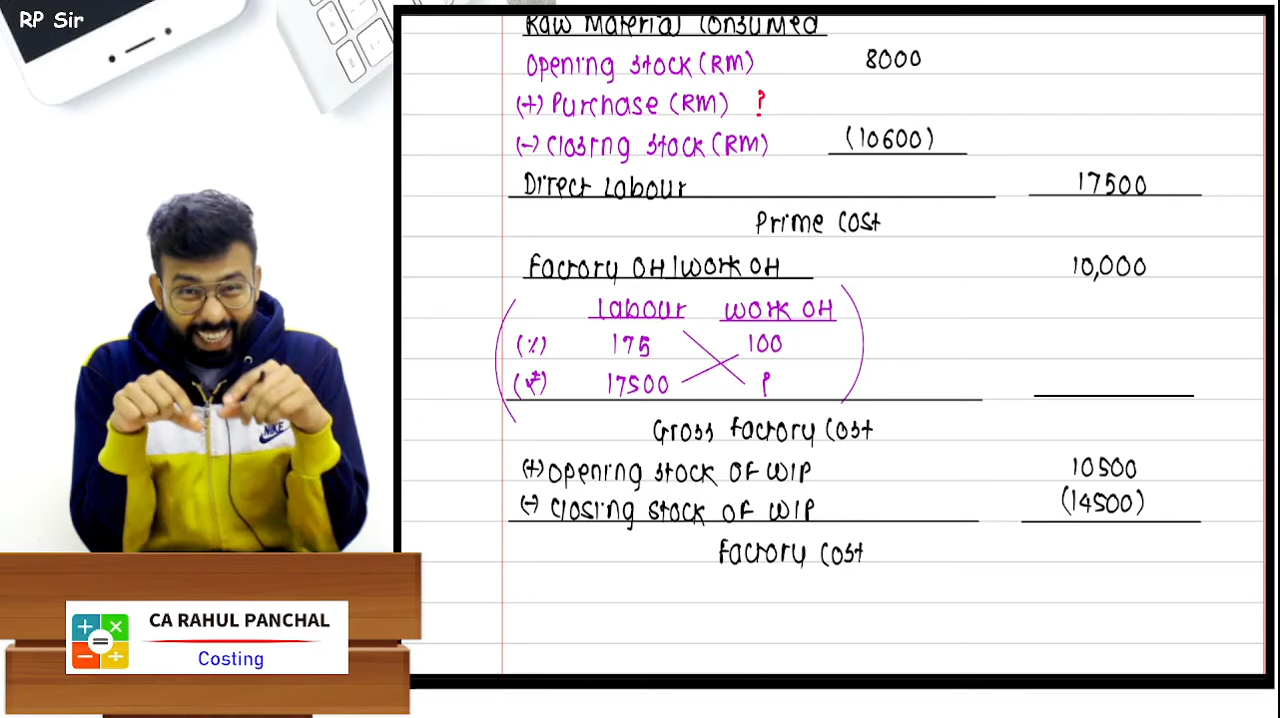 RP Sir
Raw Material Consumed
Opening Stock (RM) 8000
(+) Purchase (RM) ?
(-) Closing Stock (RM) (10600)
Direct Labour 17500
Prime Cost
Factory OH/Work OH 10,000
Labour Work OH
(%) 175 100
(₹) 17500 ?
Gross Factory Cost
(+) Opening Stock OF WIP 10500
(-) Closing Stock OF WIP (14500)
Factory Cost
NIKE
CA RAHUL PANCHAL
Costing